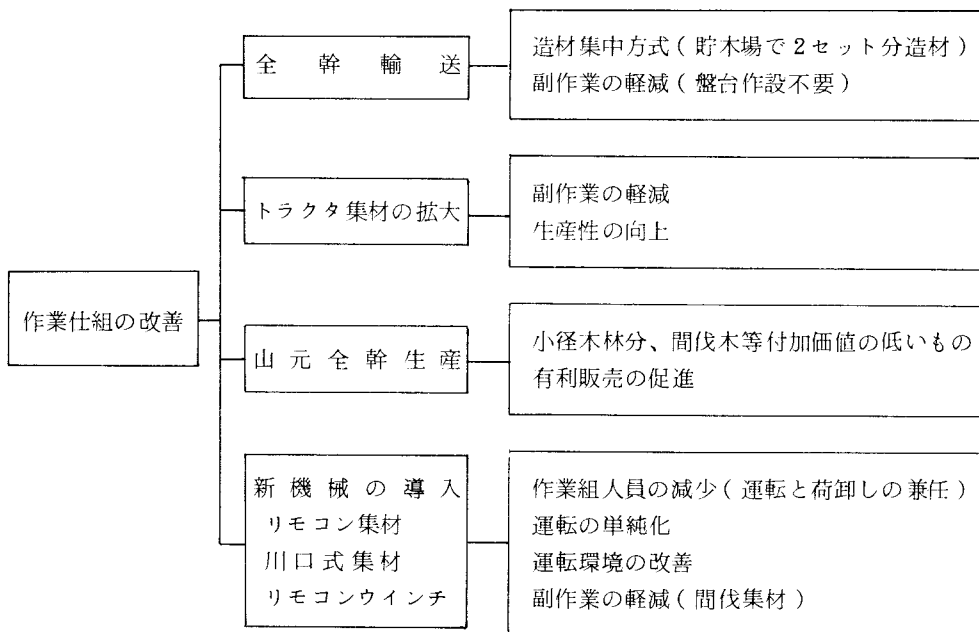 全幹輸送
造材集中方式(貯木場で2セット分造材)
副作業の軽減(盤台作設不要)
トラクタ集材の拡大
副作業の軽減
生産性の向上
作業仕組の改善
山元全幹生産
小径木林分、間伐木等付加価値の低いもの
有利販売の促進
新機械の導入
リモコン集材
川口式集材
リモコンウインチ
作業組人員の減少(運転と荷卸しの兼任)
運転の単純化
運転環境の改善
副作業の軽減(間伐集材)